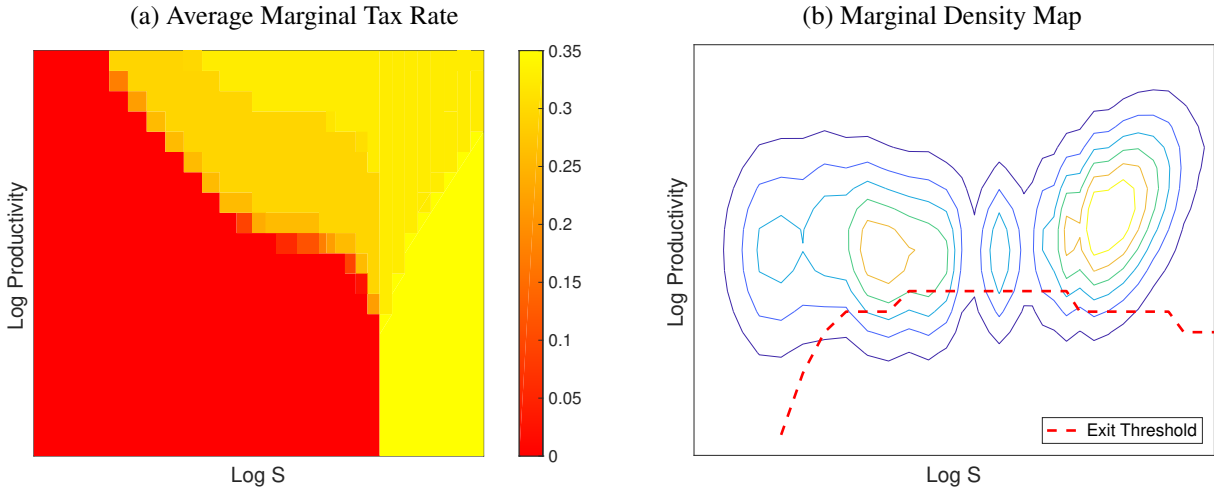 (a) Average Marginal Tax Rate
Log Productivity
Log S
0.35
0.3
0.25
0.2
0.15
0.1
0.05
0
(b) Marginal Density Map
Log Productivity
Log S
Exit Threshold